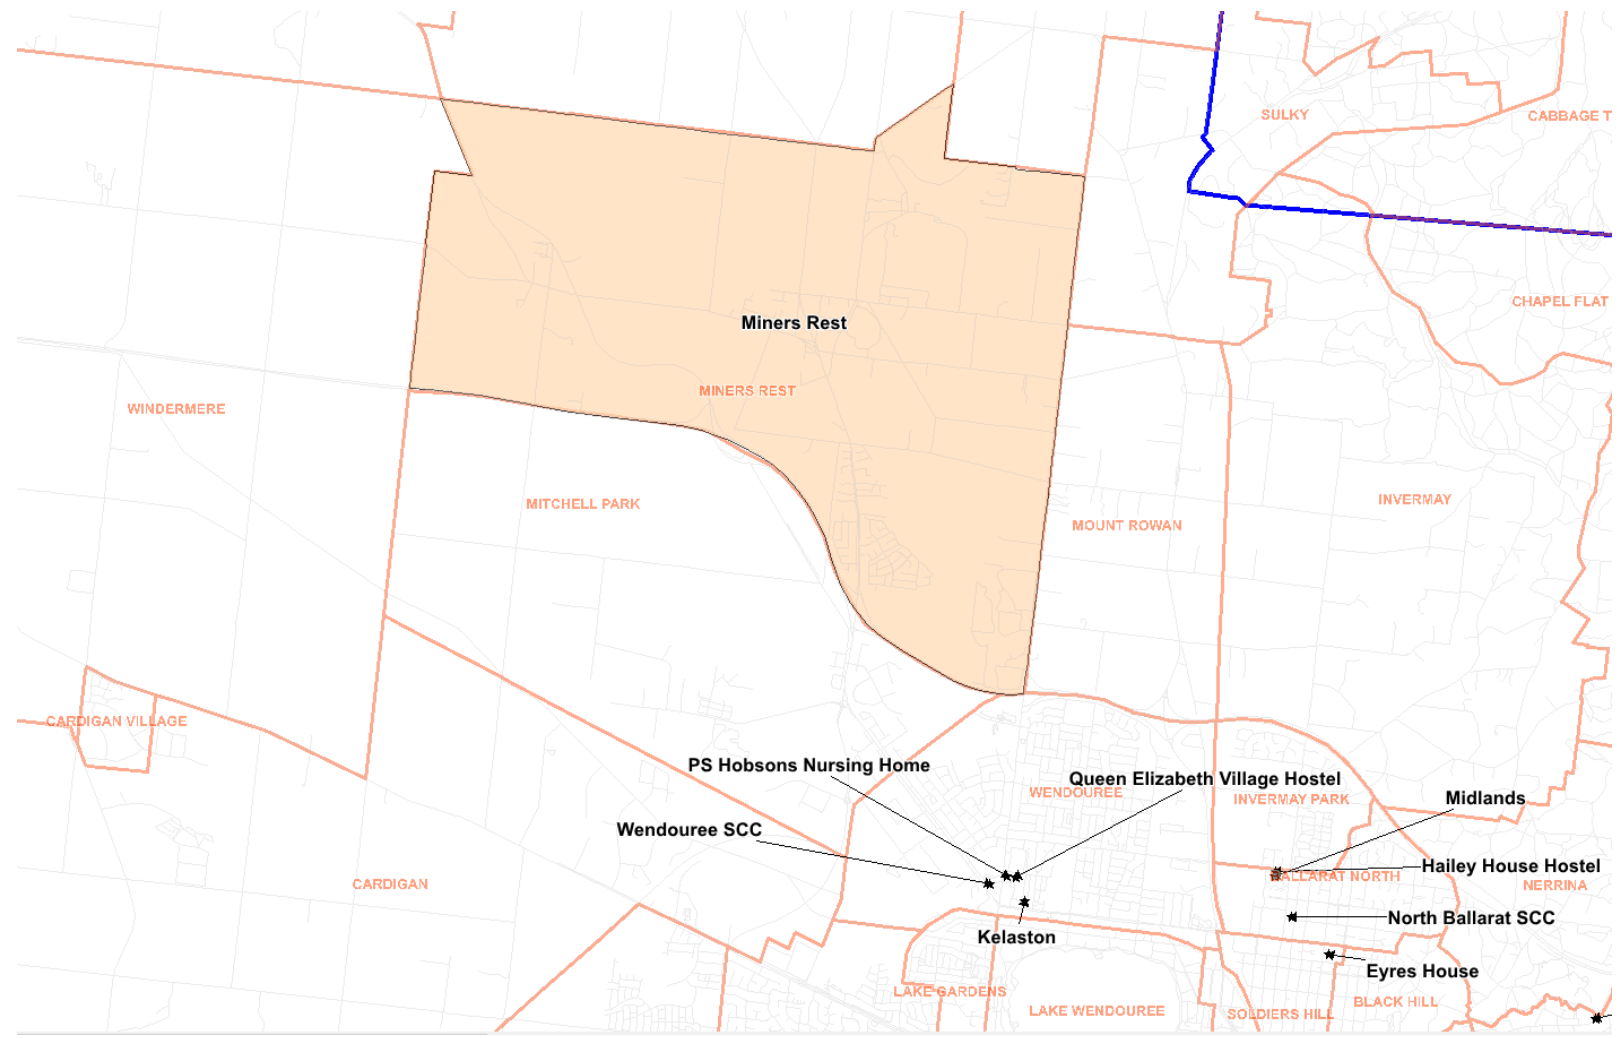 SULKY
CABBAGE T
CHAPEL FLAT
Miners Rest
MINERS REST
WINDERMERE
MITCHELL PARK
INVERMAY
MOUNT ROWAN
CARDIGAN VILLAGE
PS Hobsons Nursing Home
Queen Elizabeth Village Hostel
WENDOUREE
INVERMAY PARK
Midlands
Wendouree SCC
Hailey House Hostel
BALLARAT NORTH
CARDIGAN
NERRINA
North Ballarat SCC
Kelaston
Eyres House
LAKE GARDENS
BLACK HILL
LAKE WENDOUREE
SOLDIERS HILL